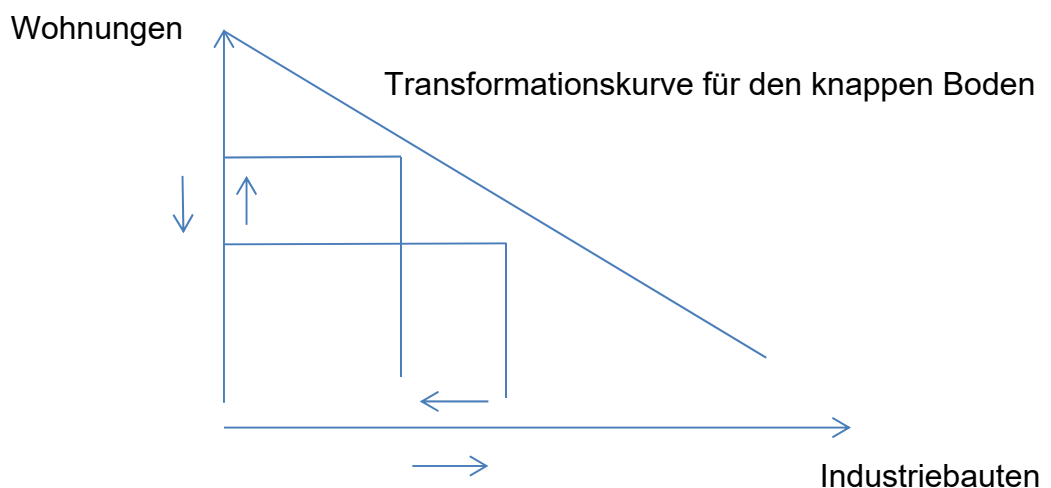 Wohnungen
Transformationskurve für den knappen Boden
Industriebauten